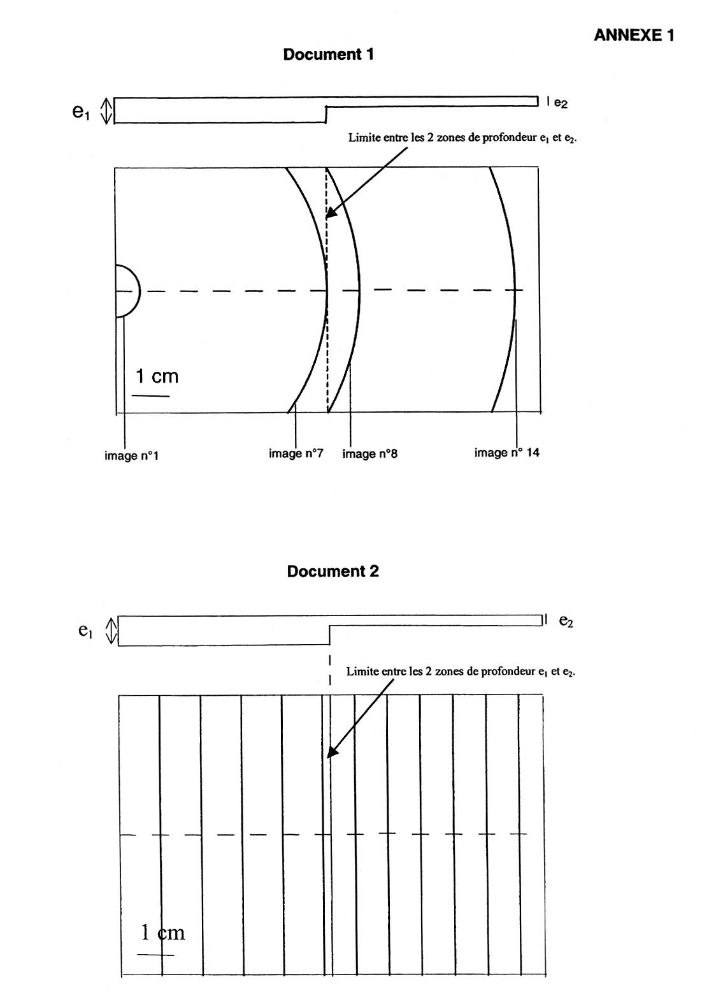 ANNEXE 1
Document 1
e₁
e₂
Limite entre les 2 zones de profondeur e₁ et e₂.
1 cm
image n°1
image n°7
image n°8
image n° 14
Document 2
e₁
e₂
Limite entre les 2 zones de profondeur e₁ et e₂.
1 cm